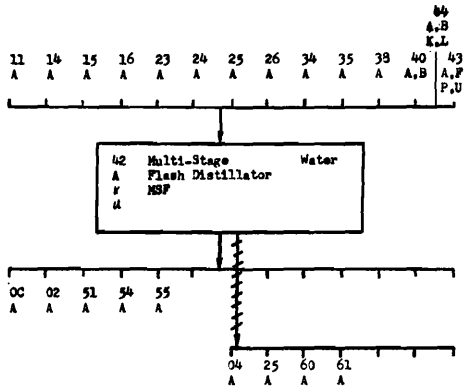 44
A,B
K,L
11 14 15 16 23 24 25 26 34 35 38 40 43
A A A A A A A A A A A A,B A,F
P,U
42 Multi-Stage Water
A Flash Distillator
K MSF
U
00 02 51 54 55
A A A A A
04 25 60 61
A A A A